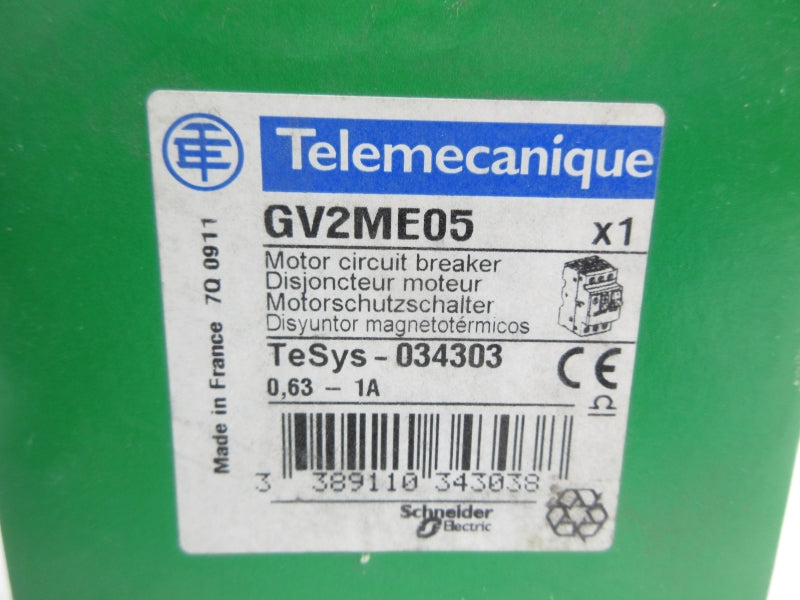 Telemecanique
GV2ME05 x1
Motor circuit breaker
Disjoncteur moteur
Motorschutzschalter
Disyuntor magnetotérmicos
TeSys - 034303
0,63 - 1A
CE
3 389110 343038
Schneider
Electric
Made in France 7Q 0911